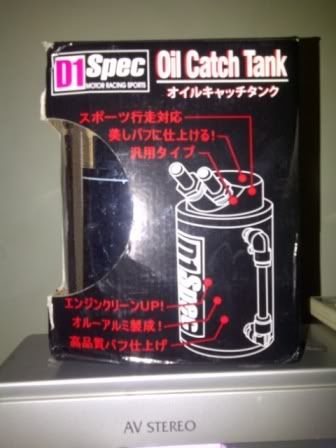 D1 Spec
MOTOR RACING SPORTS
Oil Catch Tank
オイルキャッチタンク
スポーツ行走対応
美しバフに仕上げる!
汎用タイプ
D1Spec
エンジンクリーンUP!
オルーアルミ製成!
高品質バフ仕上げ
AV STEREO